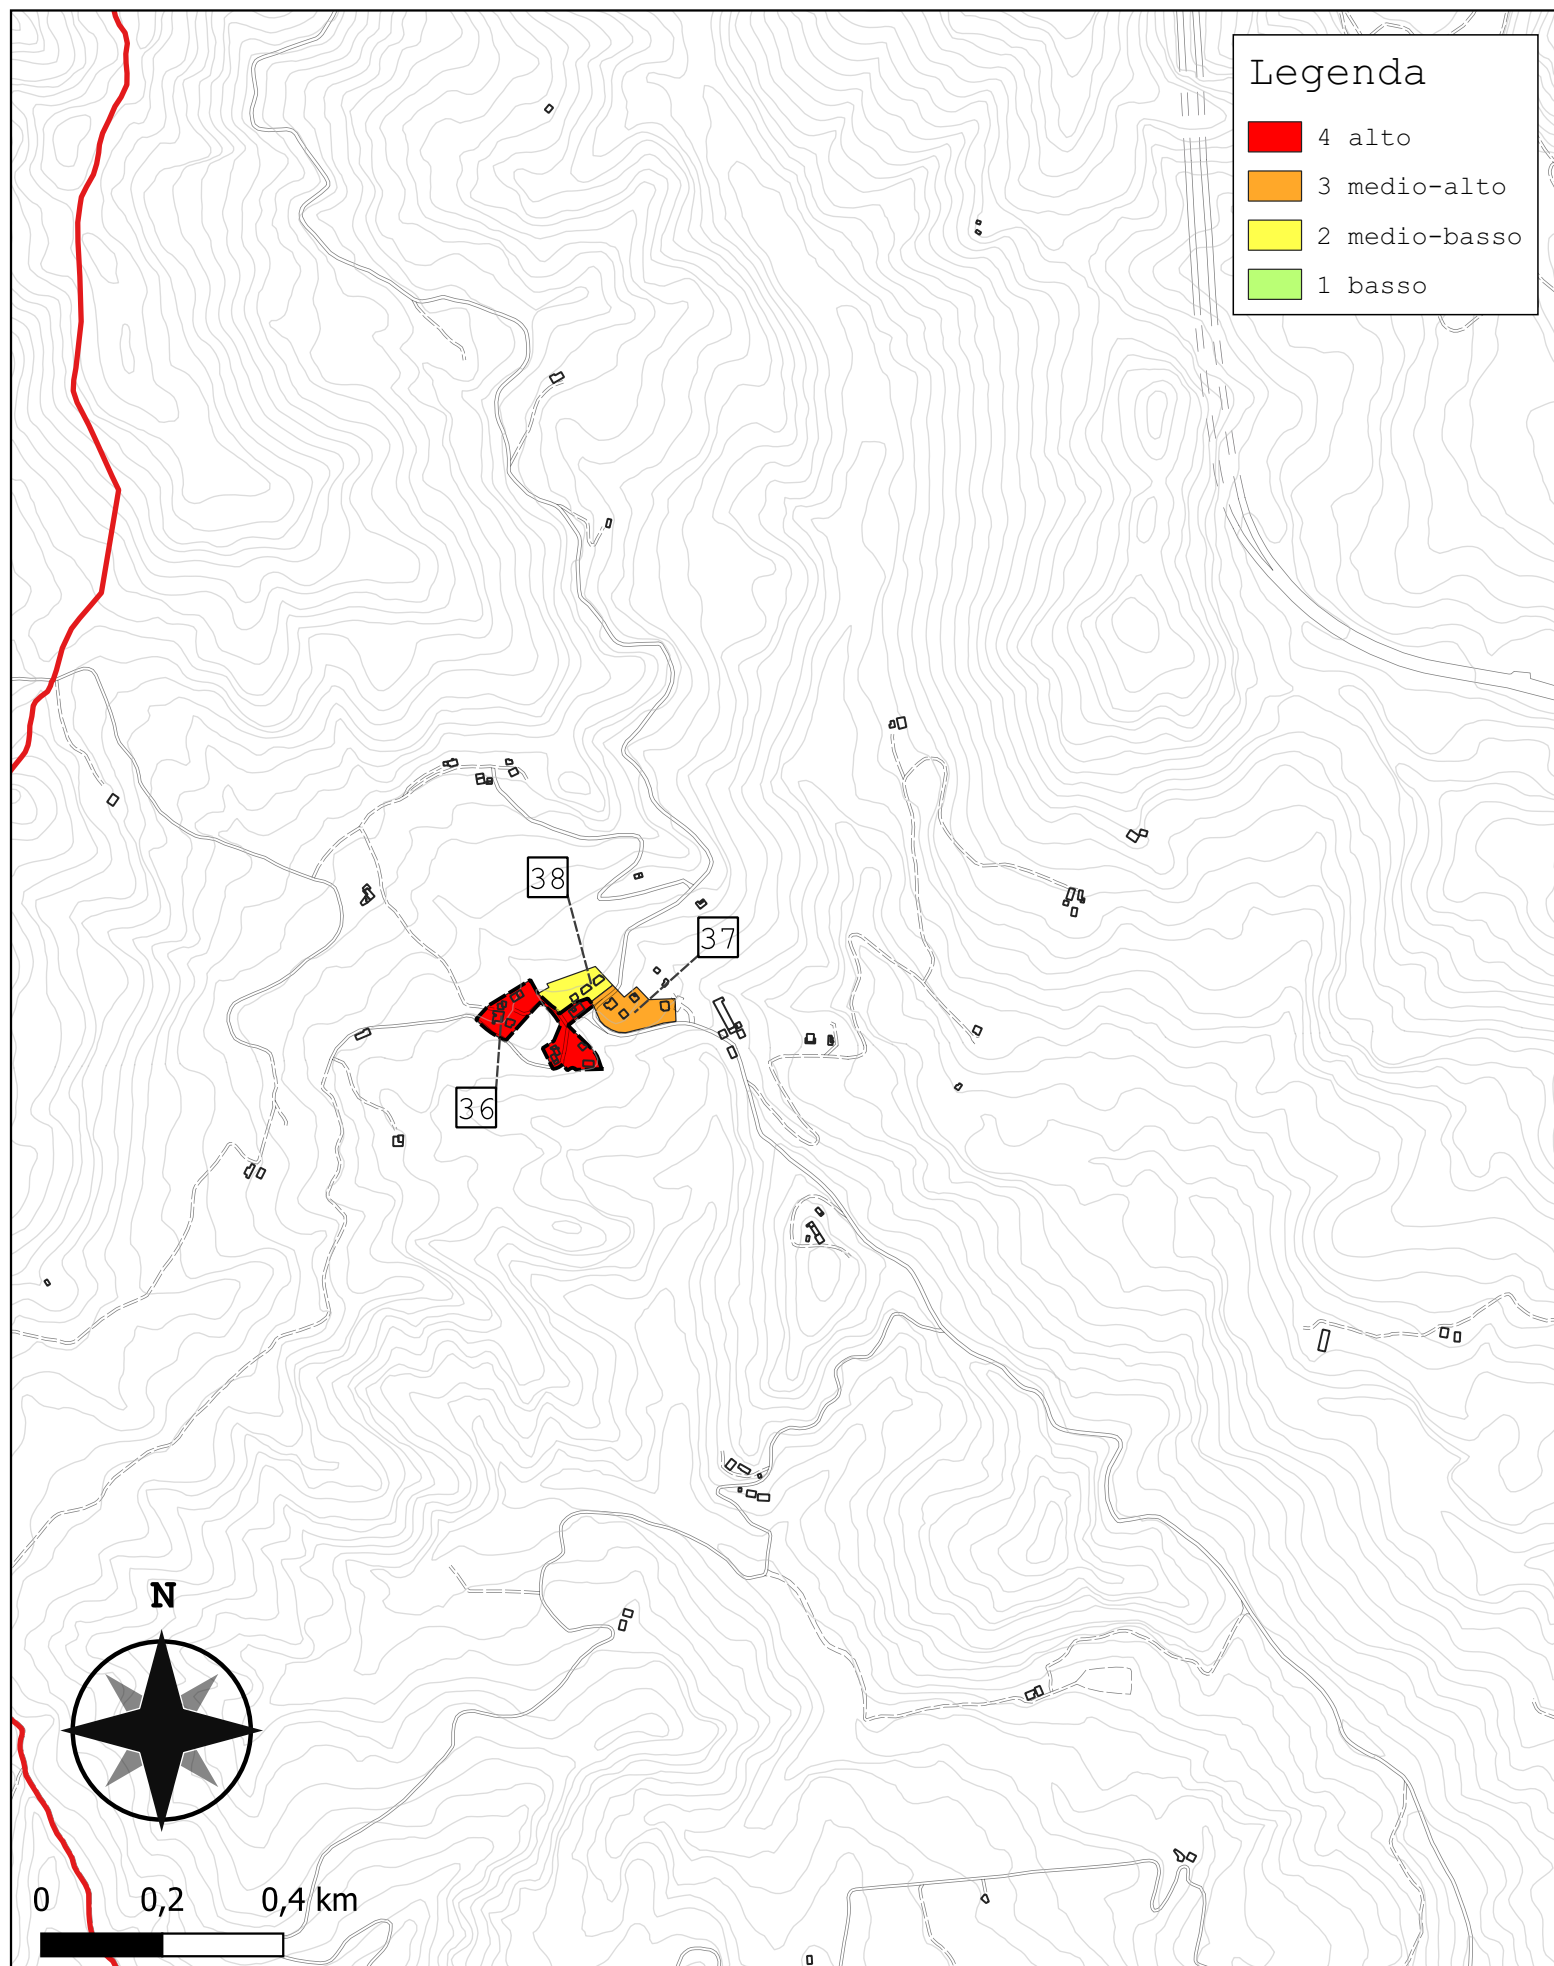 Legenda
4 alto
3 medio-alto
2 medio-basso
1 basso
38
37
36
N
0 0,2 0,4 km